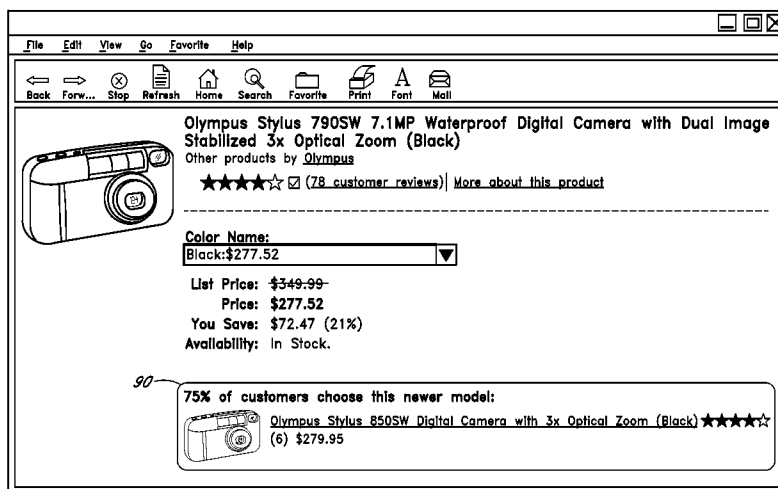 File Edit View Go Favorite Help
Back Forw... Stop Refresh Home Search Favorite Print Font Mail
Olympus Stylus 790SW 7.1MP Waterproof Digital Camera with Dual Image
Stabilized 3x Optical Zoom (Black)
Other products by Olympus
★★★★☆ ☑ (78 customer reviews)| More about this product
Color Name:
Black:$277.52
List Price: $349.99
Price: $277.52
You Save: $72.47 (21%)
Availability: In Stock.
90
75% of customers choose this newer model:
Olympus Stylus 850SW Digital Camera with 3x Optical Zoom (Black) ★★★★☆
(6) $279.95